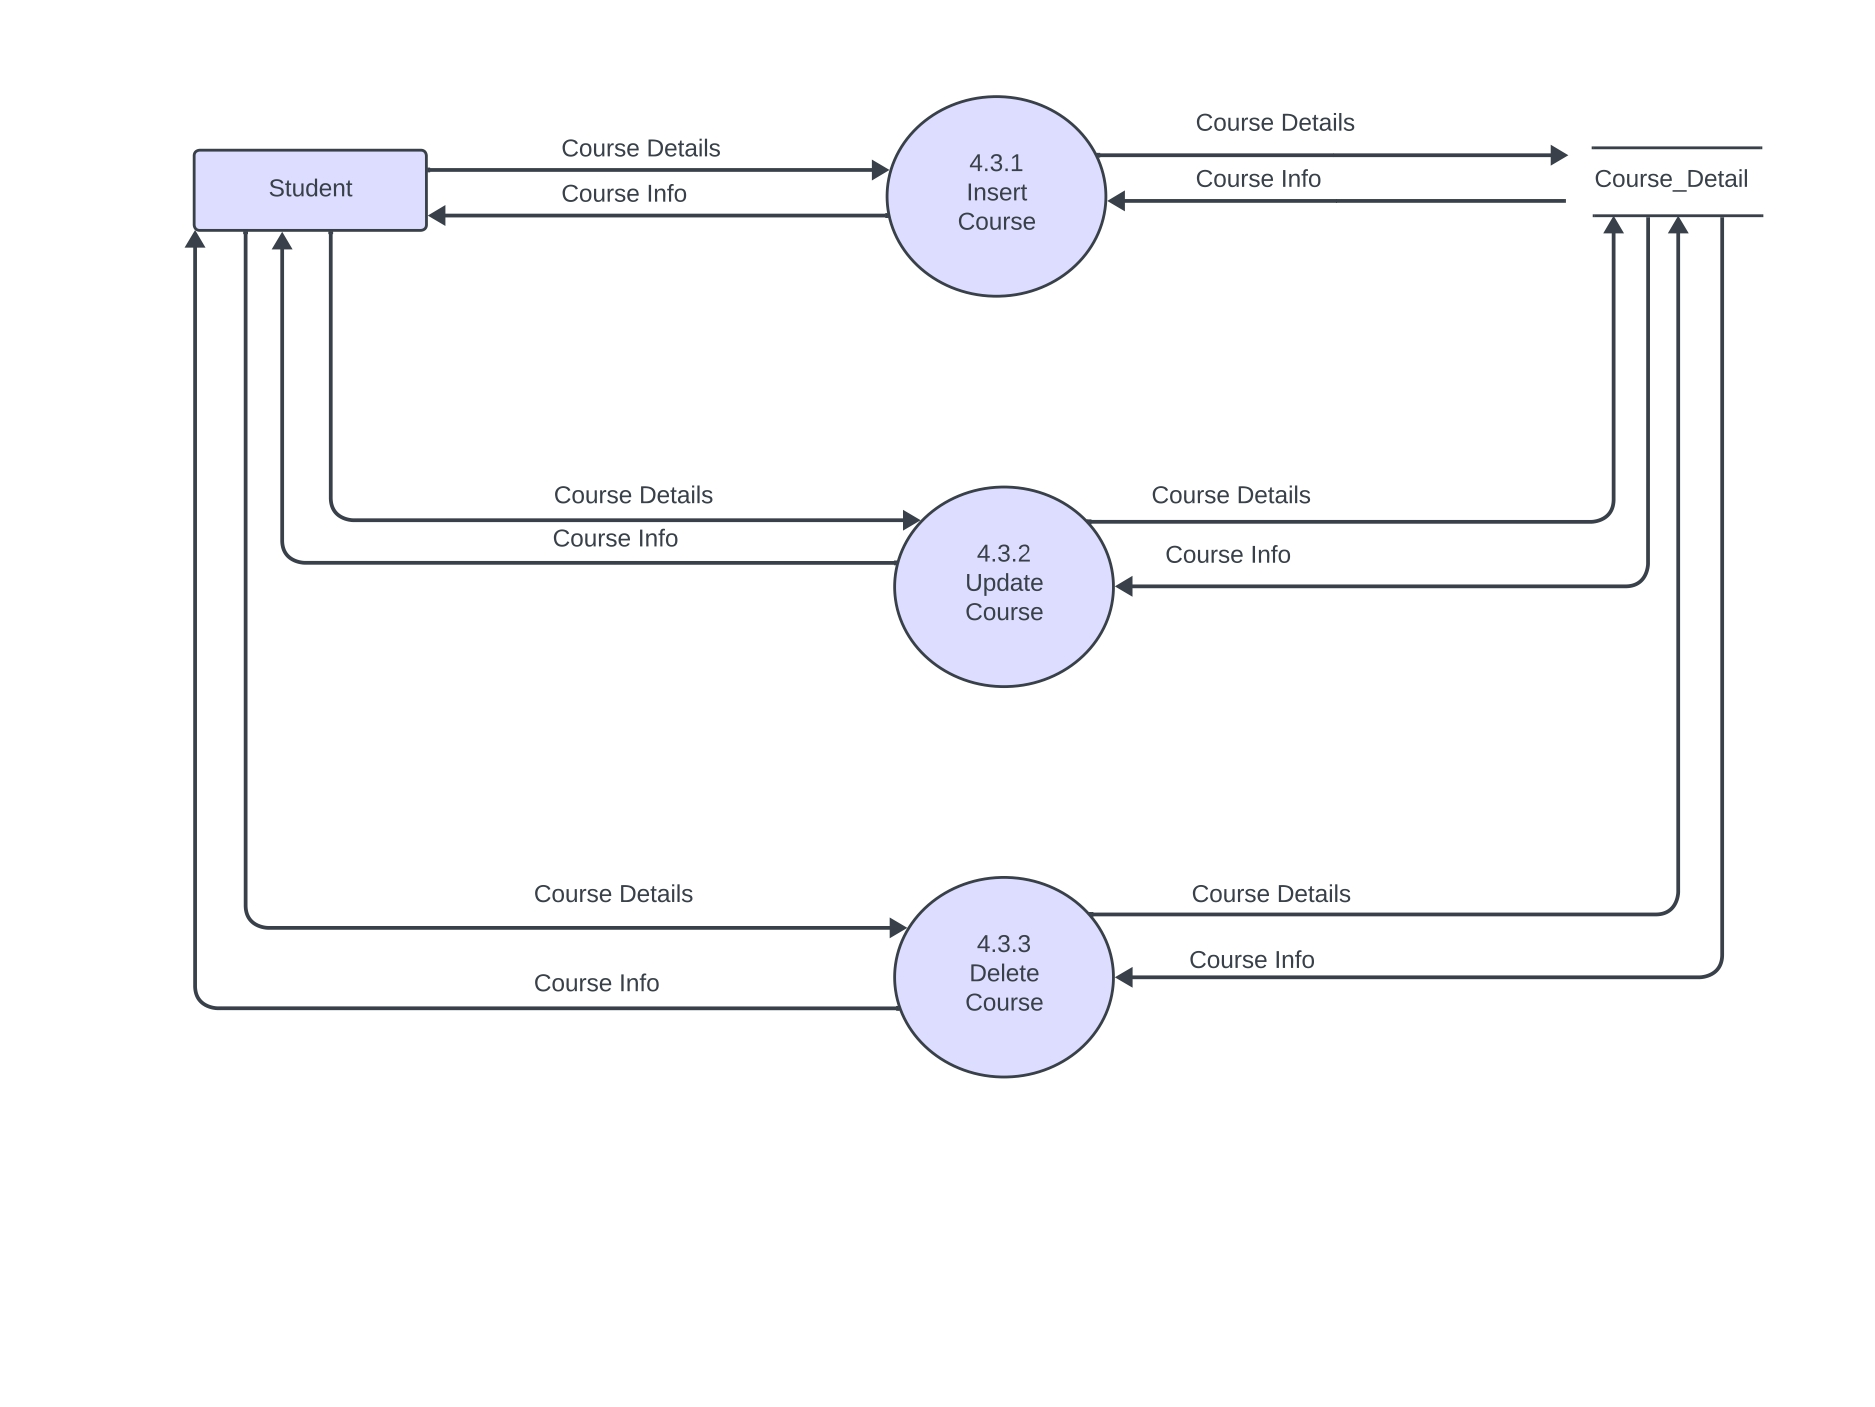 Student
Course Details
Course Info
4.3.1
Insert
Course
Course Details
Course Info
Course_Detail
Course Details
Course Info
4.3.2
Update
Course
Course Details
Course Info
Course Details
Course Info
4.3.3
Delete
Course
Course Details
Course Info